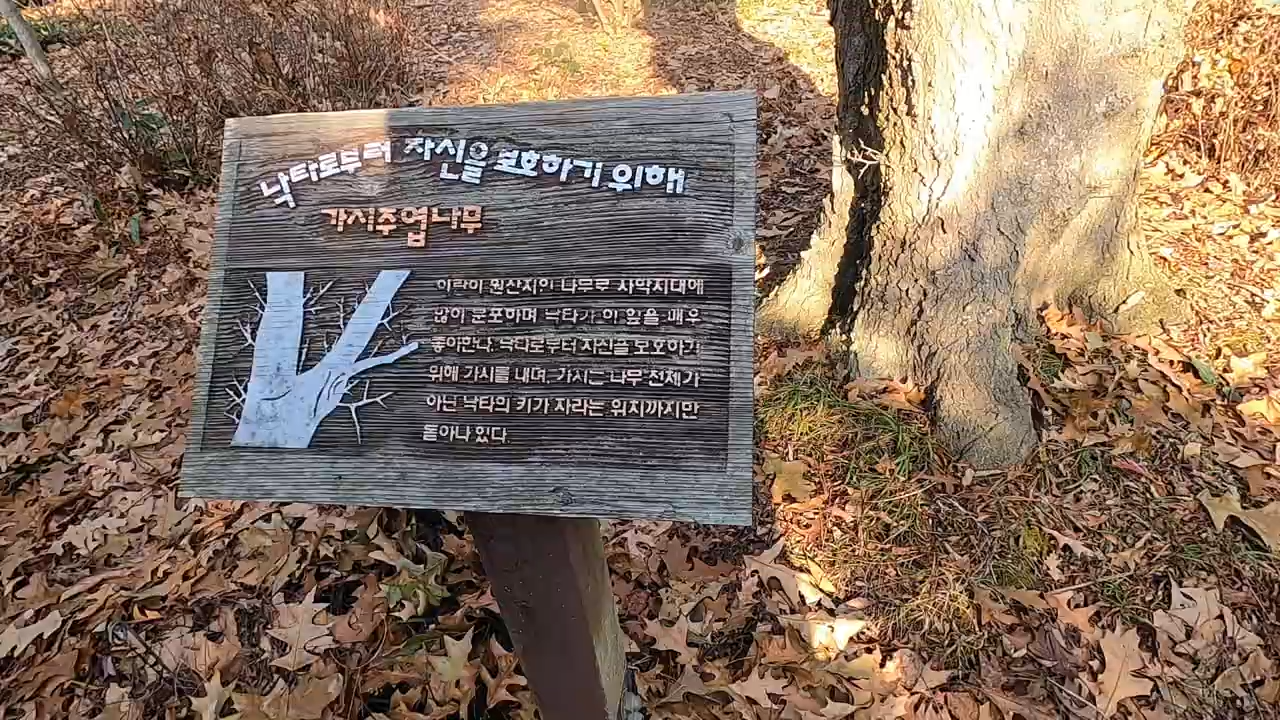 낙타로부터 자신을 보호하기 위해
가시주엽나무
이란이 원산지인 나무로 사막지대에
많이 분포하며 낙타가 이 잎을 매우
좋아한다. 낙타로부터 자신을 보호하기
위해 가시를 내며, 가시는 나무 전체가
아닌 낙타의 키가 자라는 위치까지만
돋아나 있다.